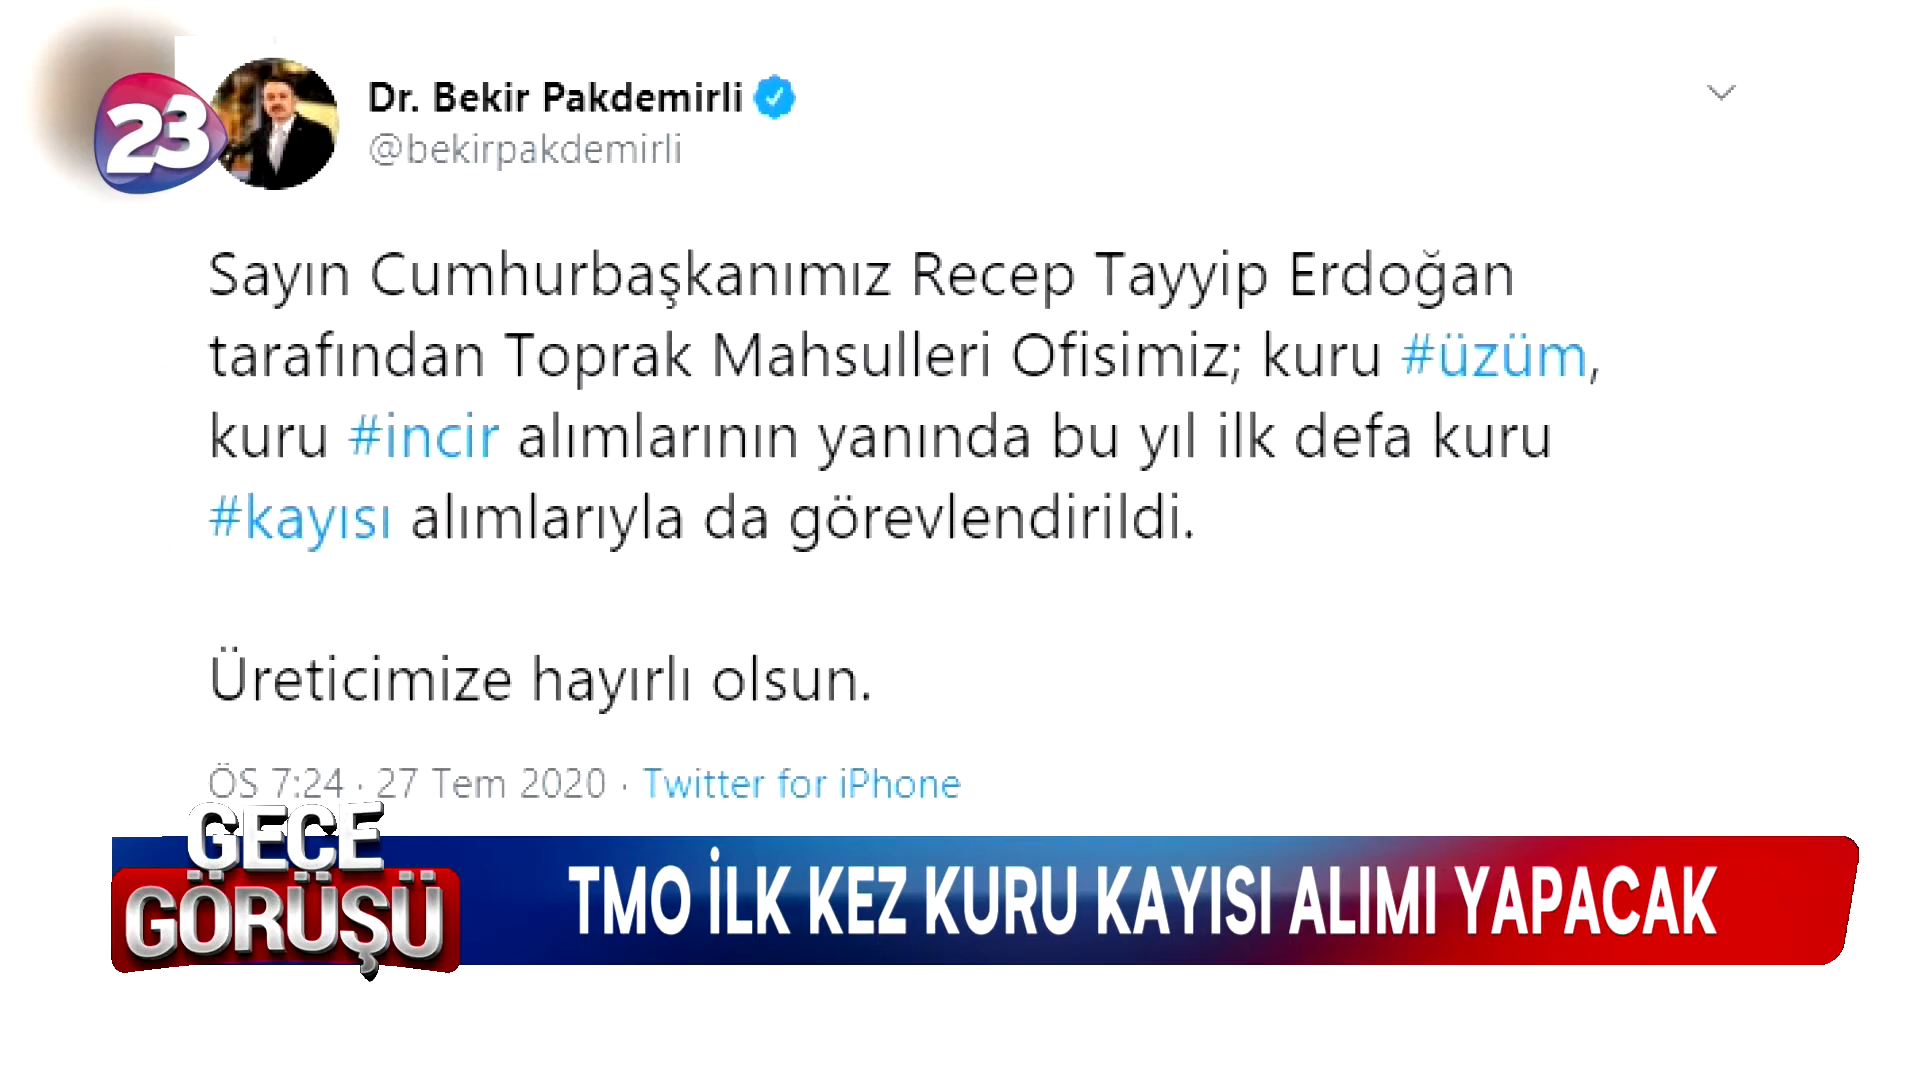 23
Dr. Bekir Pakdemirli
@bekirpakdemirli
Sayın Cumhurbaşkanımız Recep Tayyip Erdoğan
tarafından Toprak Mahsulleri Ofisimiz; kuru #üzüm,
kuru #incir alımlarının yanında bu yıl ilk defa kuru
#kayısı alımlarıyla da görevlendirildi.
Üreticimize hayırlı olsun.
ÖS 7:24 · 27 Tem 2020 · Twitter for iPhone
GECE
GÖRÜŞÜ
TMO İLK KEZ KURU KAYISI ALIMI YAPACAK